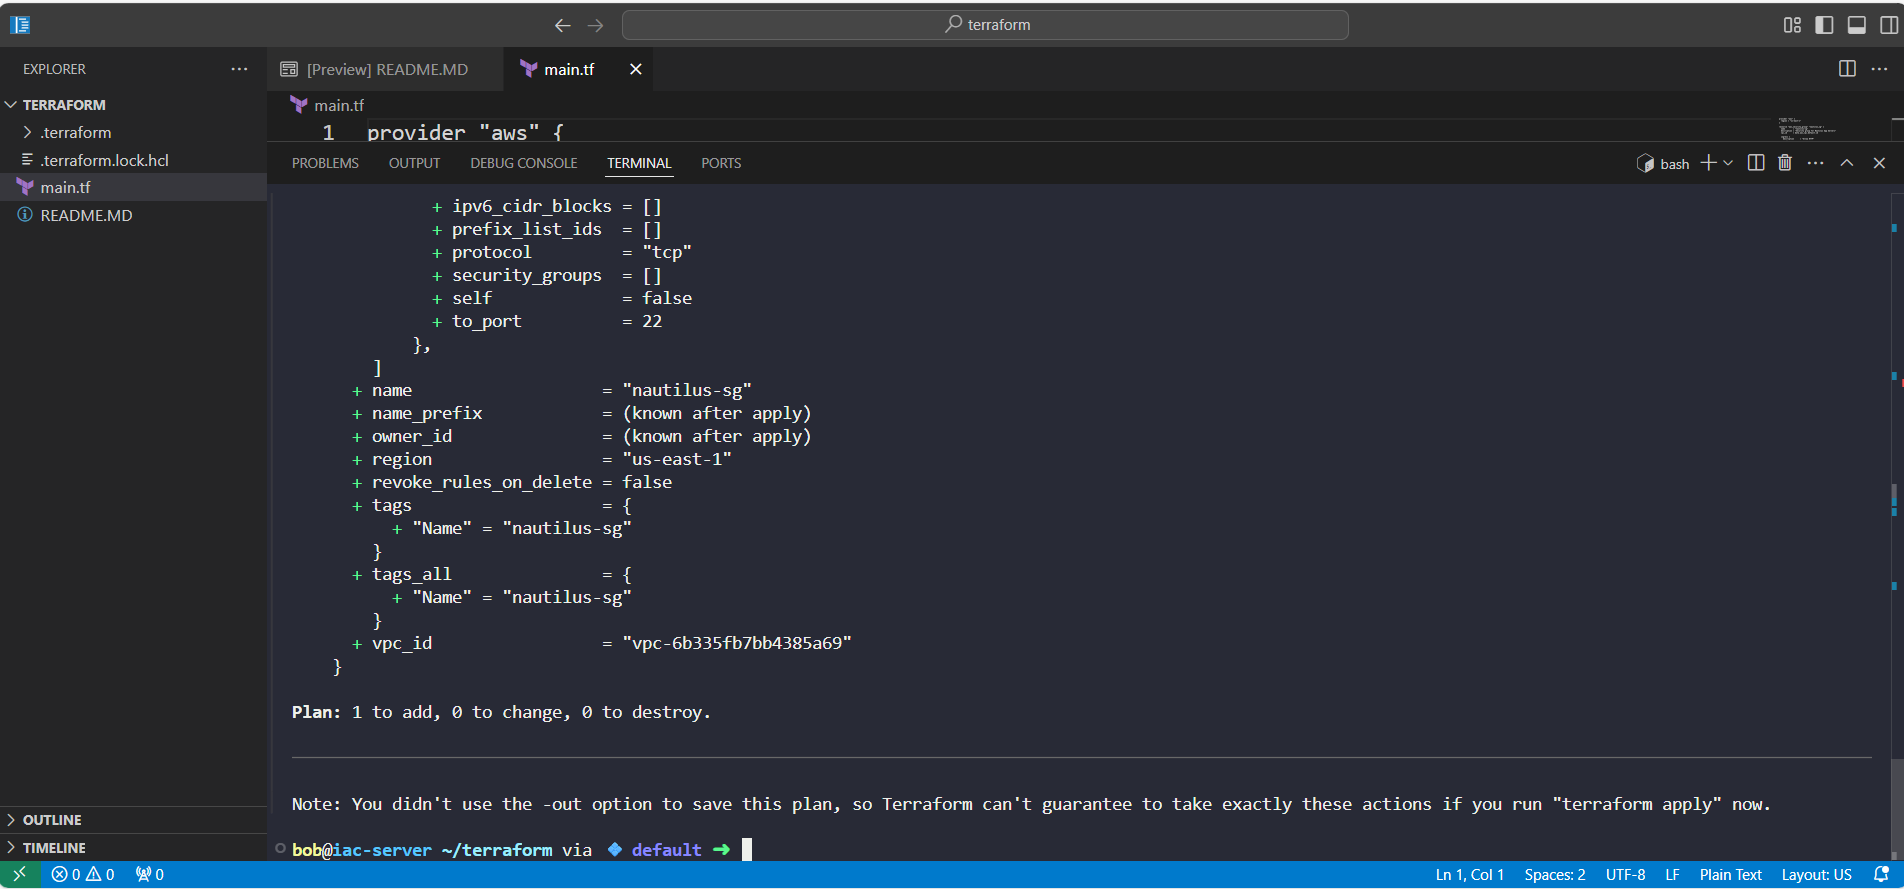 terraform
EXPLORER
[Preview] README.MD
main.tf
TERRAFORM
.terraform
.terraform.lock.hcl
main.tf
README.MD
main.tf
1 provider "aws" {
PROBLEMS OUTPUT DEBUG CONSOLE TERMINAL PORTS
bash
+ ipv6_cidr_blocks = []
+ prefix_list_ids = []
+ protocol = "tcp"
+ security_groups = []
+ self = false
+ to_port = 22
},
]
+ name = "nautilus-sg"
+ name_prefix = (known after apply)
+ owner_id = (known after apply)
+ region = "us-east-1"
+ revoke_rules_on_delete = false
+ tags = {
+ "Name" = "nautilus-sg"
}
+ tags_all = {
+ "Name" = "nautilus-sg"
}
+ vpc_id = "vpc-6b335fb7bb4385a69"
}
Plan: 1 to add, 0 to change, 0 to destroy.
Note: You didn't use the -out option to save this plan, so Terraform can't guarantee to take exactly these actions if you run "terraform apply" now.
bob@iac-server ~/terraform via default ➜
OUTLINE
TIMELINE
0 0 0
Ln 1, Col 1 Spaces: 2 UTF-8 LF Plain Text Layout: US